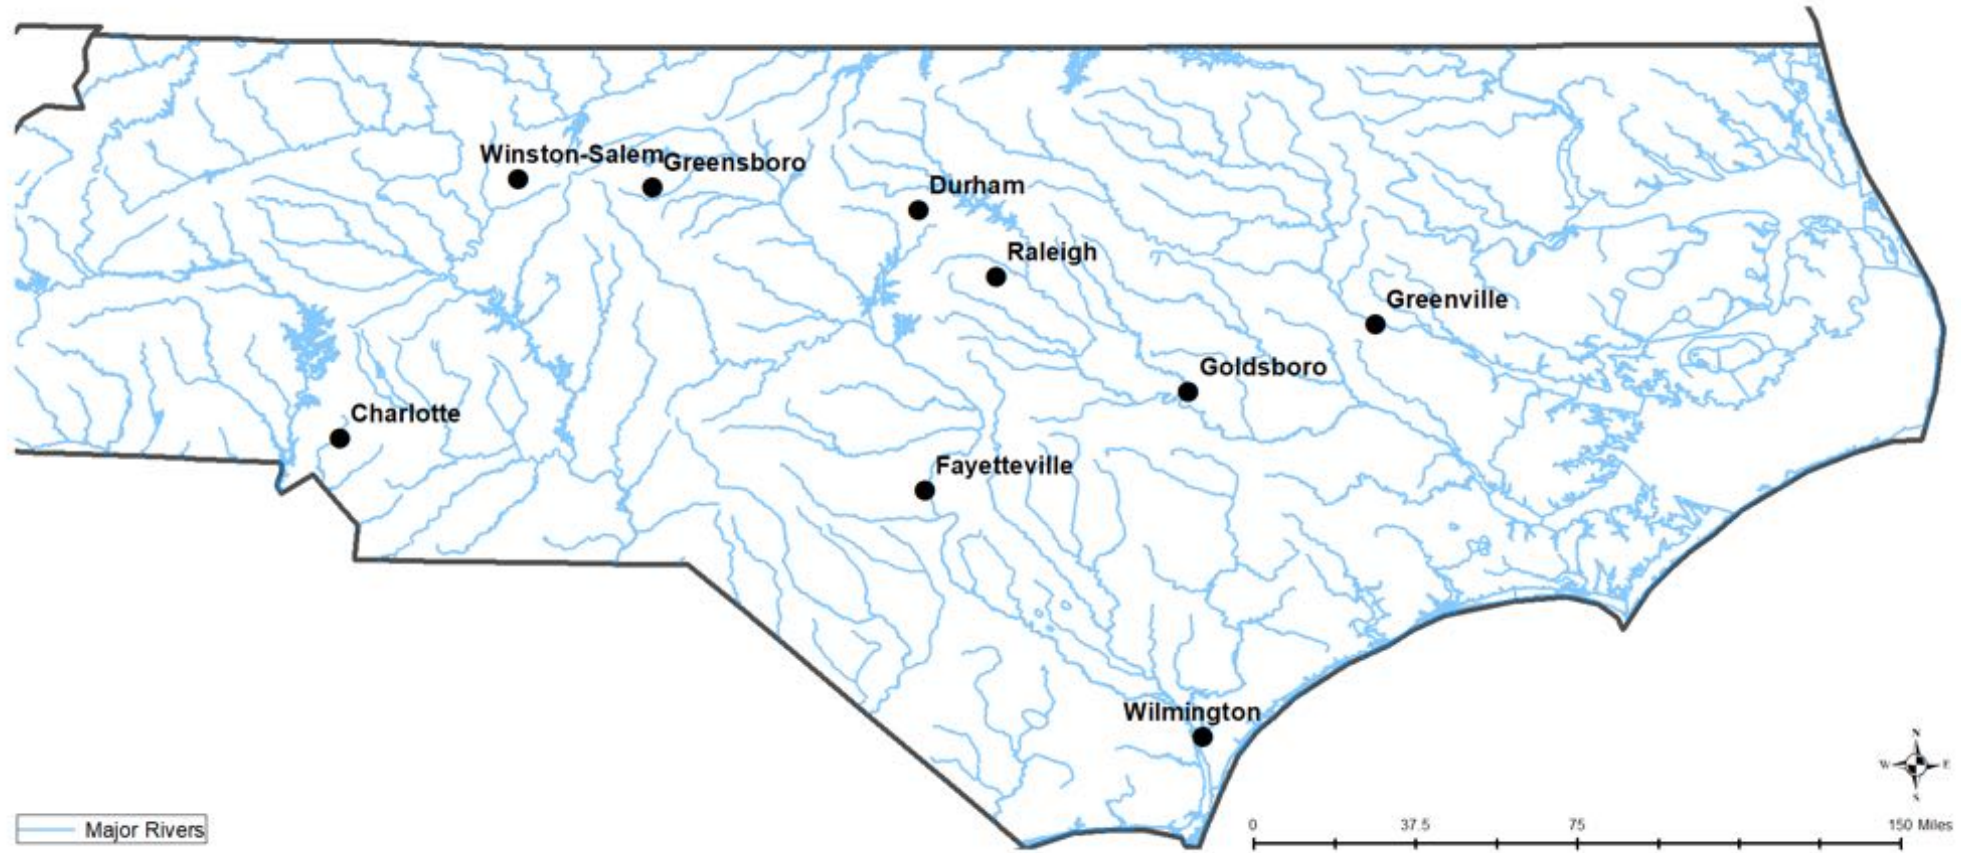 Winston-Salem
Greensboro
Durham
Raleigh
Greenville
Goldsboro
Charlotte
Fayetteville
Wilmington
N
W E
S
Major Rivers
0 37.5 75 150 Miles